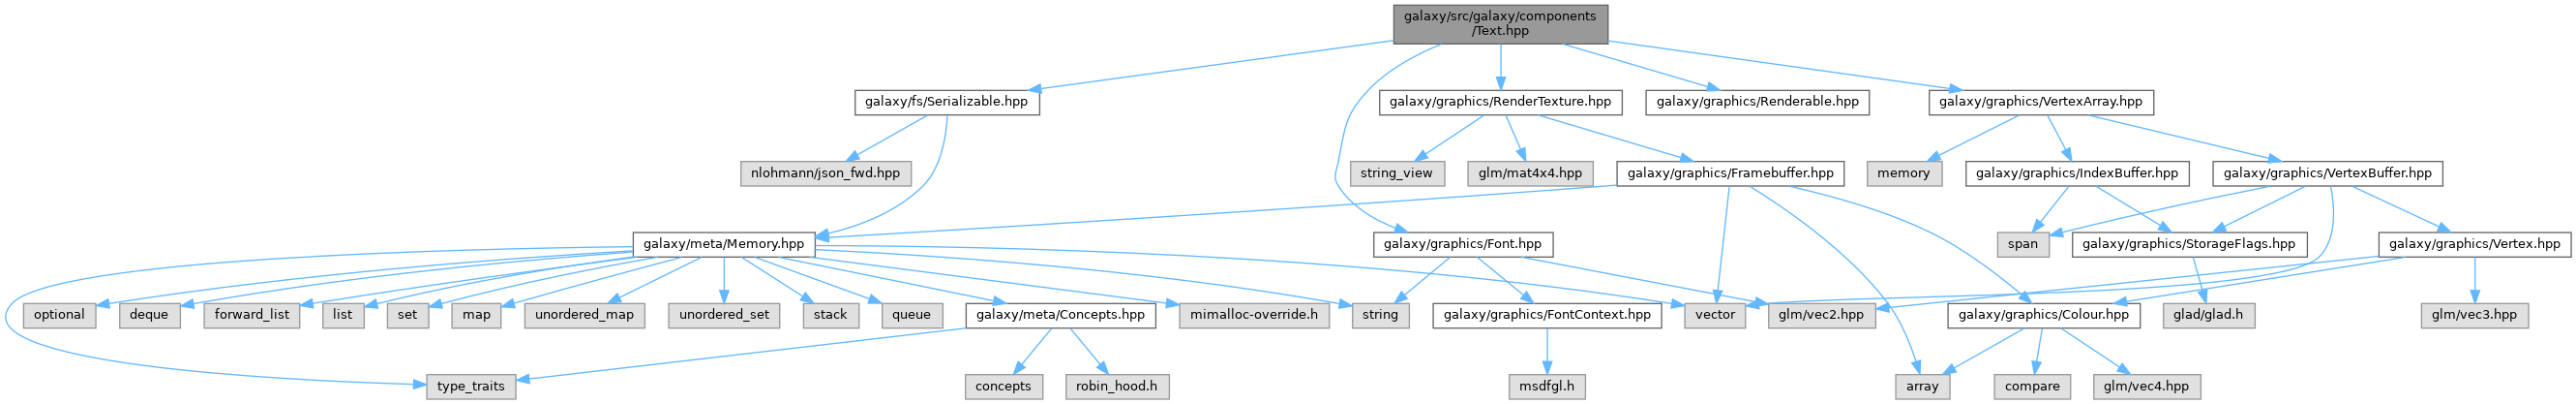 galaxy/src/galaxy/components
/Text.hpp
galaxy/fs/Serializable.hpp
galaxy/graphics/RenderTexture.hpp
galaxy/graphics/Renderable.hpp
galaxy/graphics/VertexArray.hpp
nlohmann/json_fwd.hpp
string_view
glm/mat4x4.hpp
galaxy/graphics/Framebuffer.hpp
memory
galaxy/graphics/IndexBuffer.hpp
galaxy/graphics/VertexBuffer.hpp
galaxy/meta/Memory.hpp
galaxy/graphics/Font.hpp
span
galaxy/graphics/StorageFlags.hpp
galaxy/graphics/Vertex.hpp
optional
deque
forward_list
list
set
map
unordered_map
unordered_set
stack
queue
galaxy/meta/Concepts.hpp
mimalloc-override.h
string
galaxy/graphics/FontContext.hpp
vector
glm/vec2.hpp
galaxy/graphics/Colour.hpp
glad/glad.h
glm/vec3.hpp
type_traits
concepts
robin_hood.h
msdfgl.h
array
compare
glm/vec4.hpp